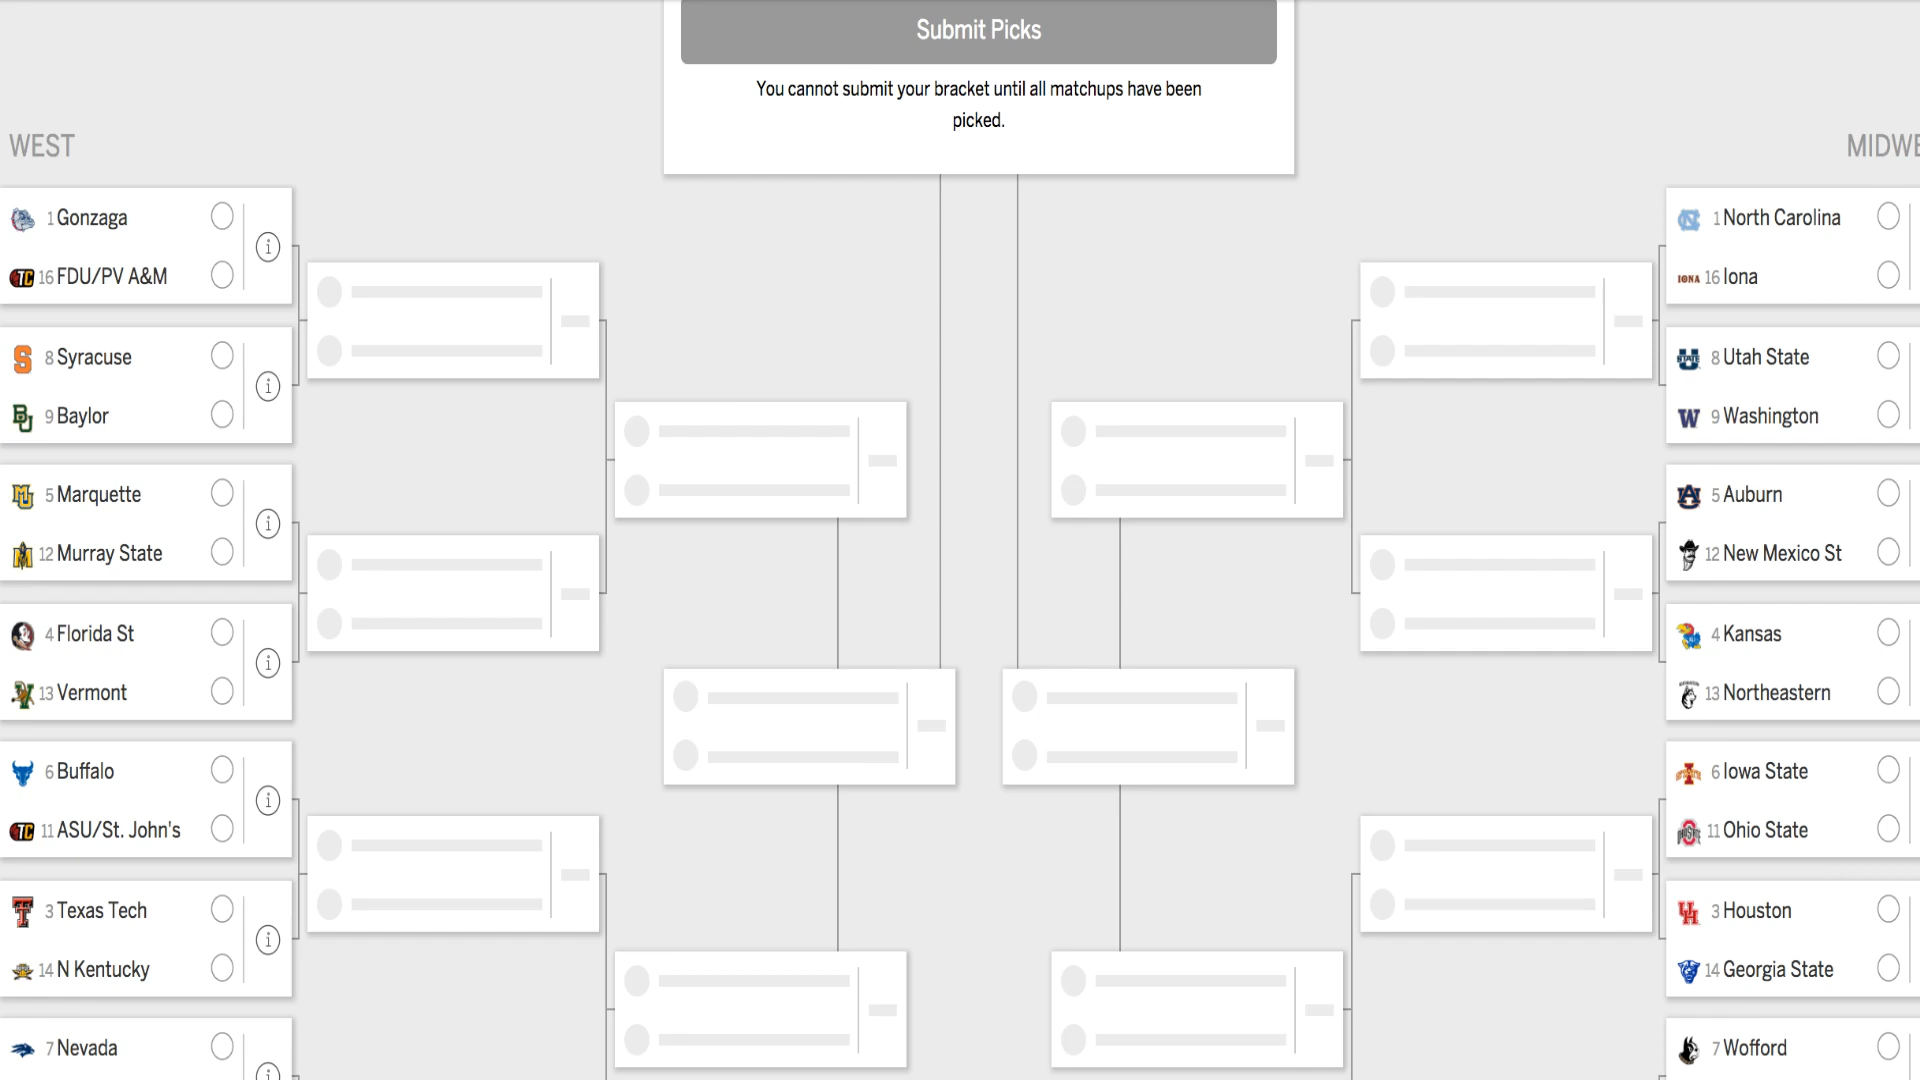 Submit Picks
You cannot submit your bracket until all matchups have been
picked.
WEST
1 Gonzaga
16 FDU/PV A&M
8 Syracuse
9 Baylor
5 Marquette
12 Murray State
4 Florida St
13 Vermont
6 Buffalo
11 ASU/St. John's
3 Texas Tech
14 N Kentucky
7 Nevada
MIDWE
1 North Carolina
IONA 16 Iona
8 Utah State
9 Washington
5 Auburn
12 New Mexico St
4 Kansas
13 Northeastern
6 Iowa State
11 Ohio State
3 Houston
14 Georgia State
7 Wofford